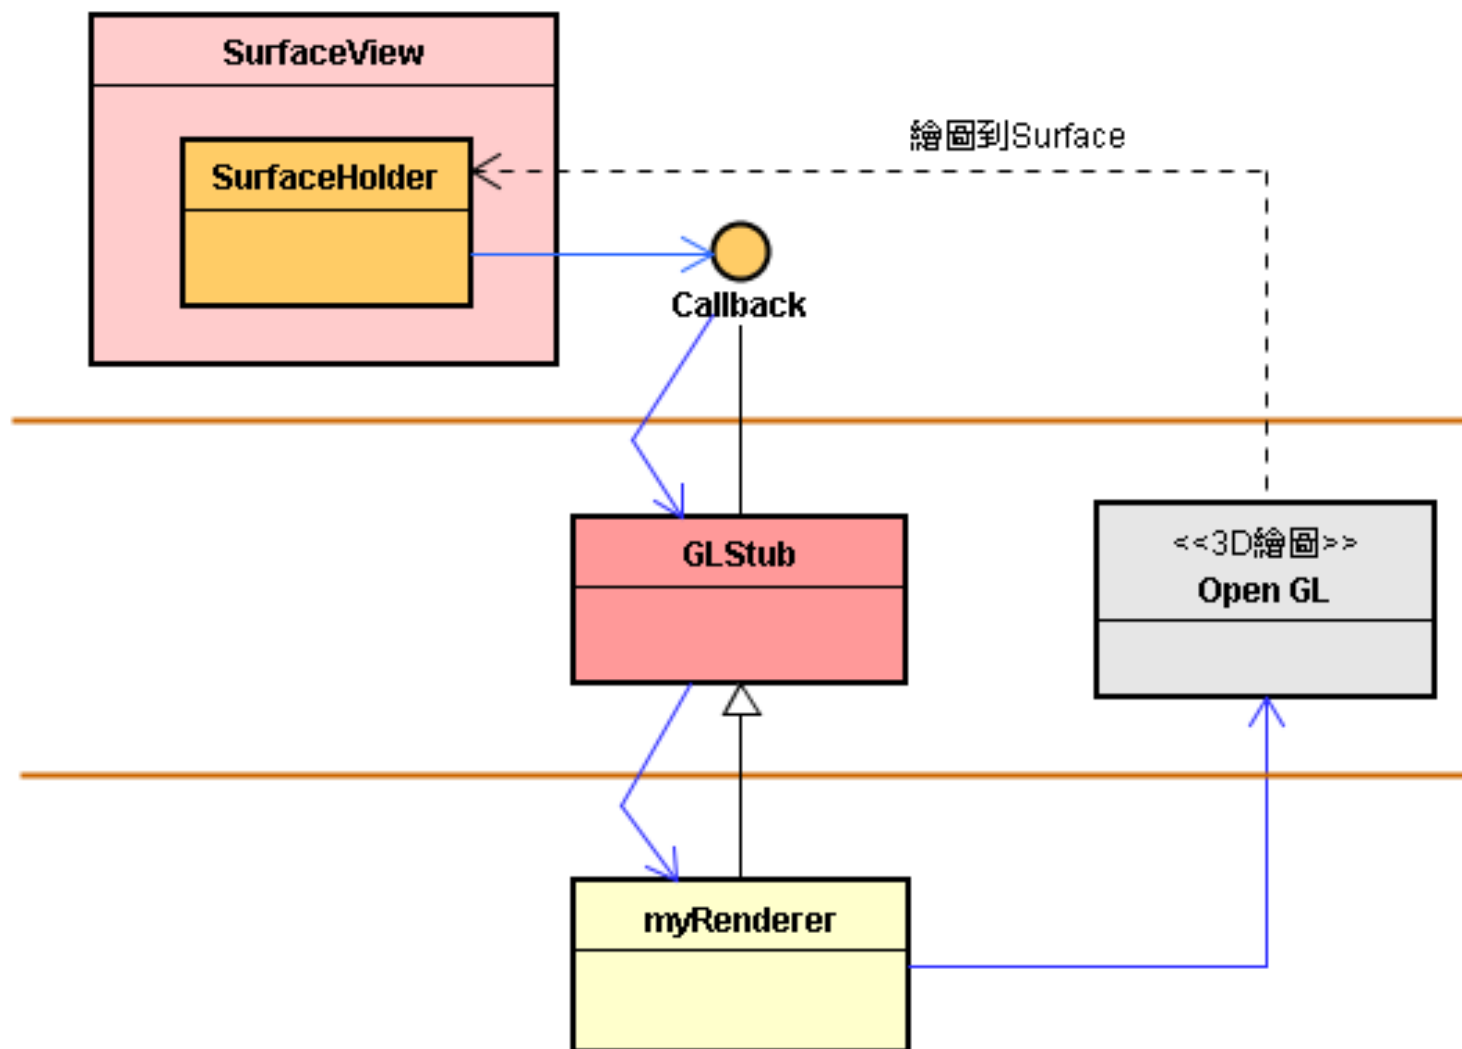 SurfaceView
繪圖到Surface
SurfaceHolder
Callback
GLStub
<<3D繪圖>>
Open GL
myRenderer